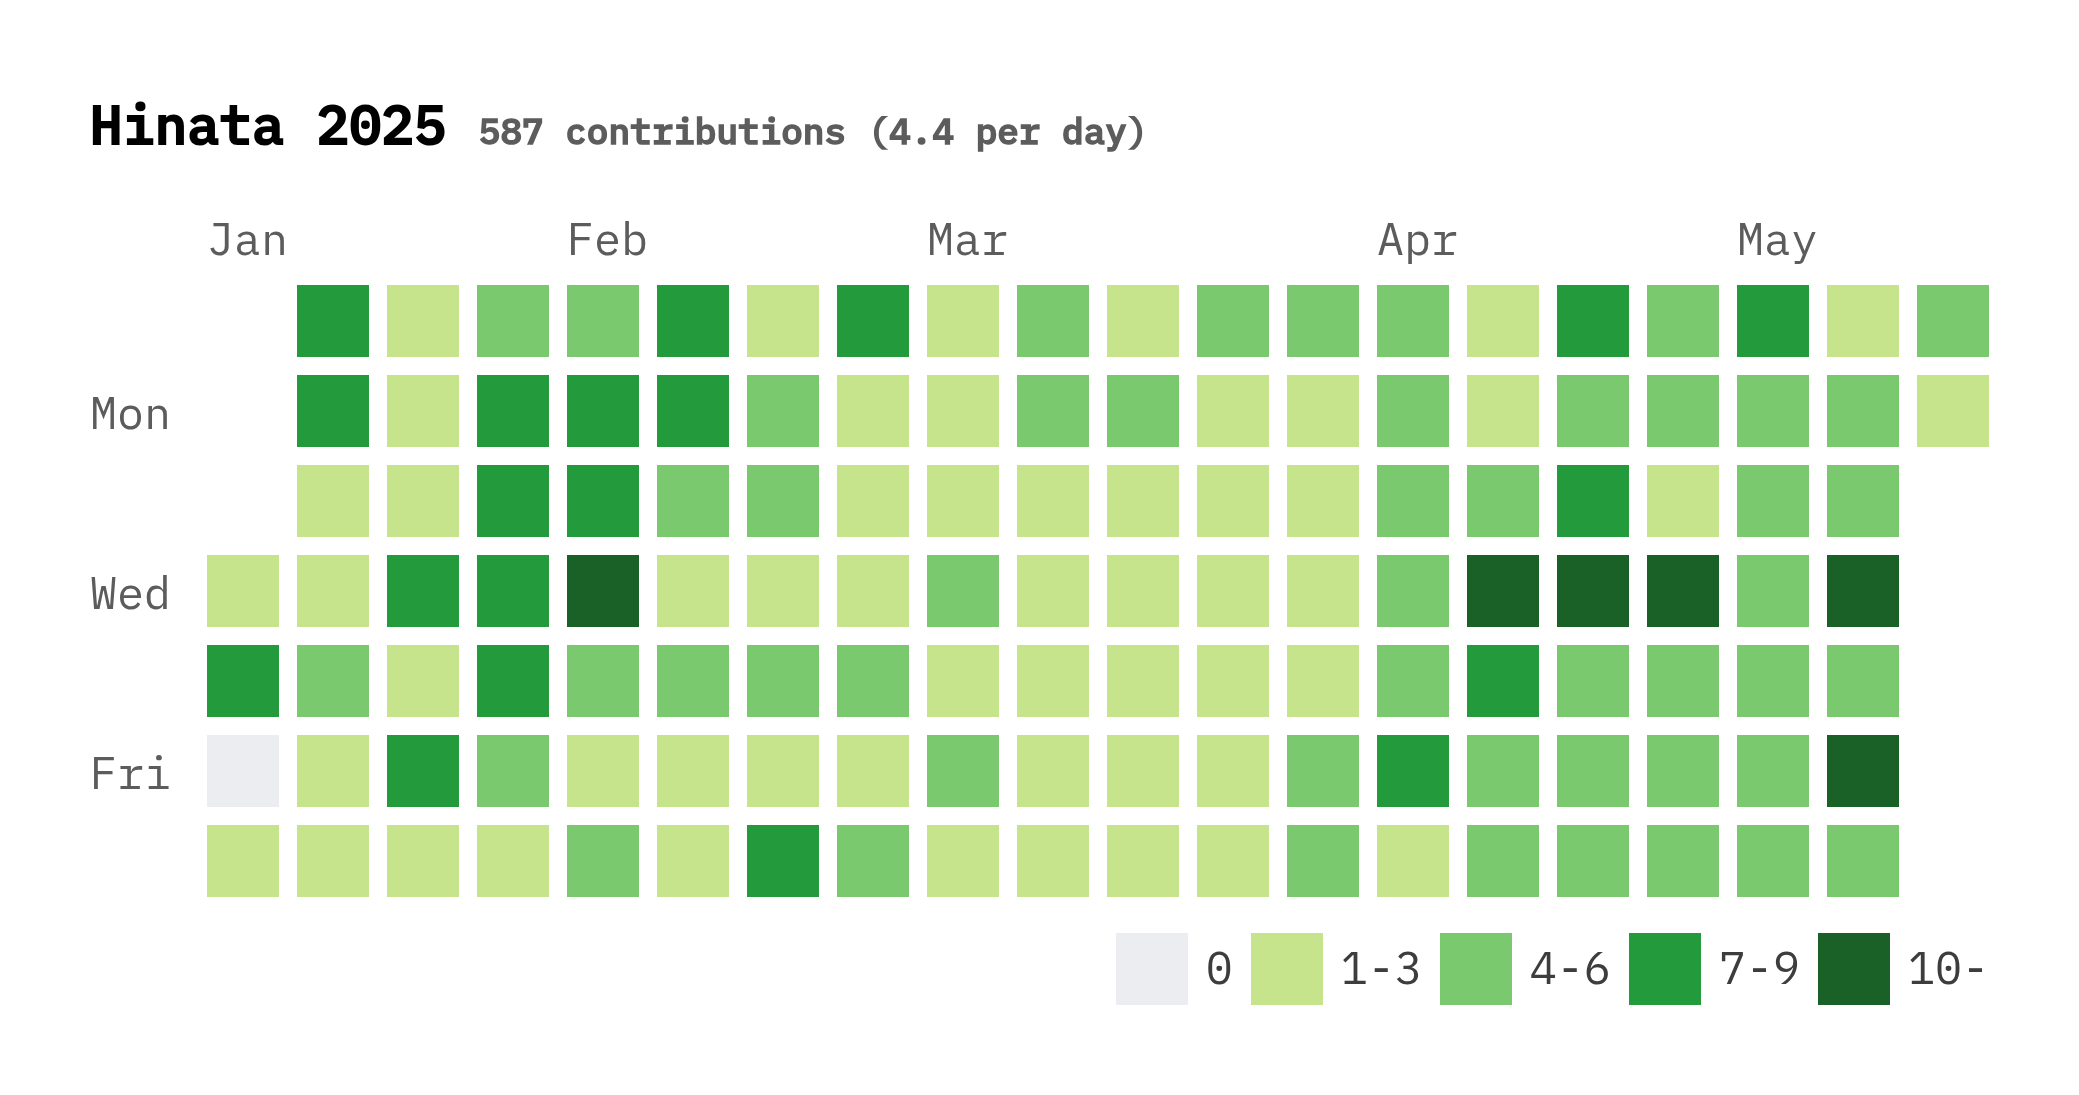 Hinata 2025 587 contributions (4.4 per day)
Jan Feb Mar Apr May
Mon
Wed
Fri
0 1-3 4-6 7-9 10-